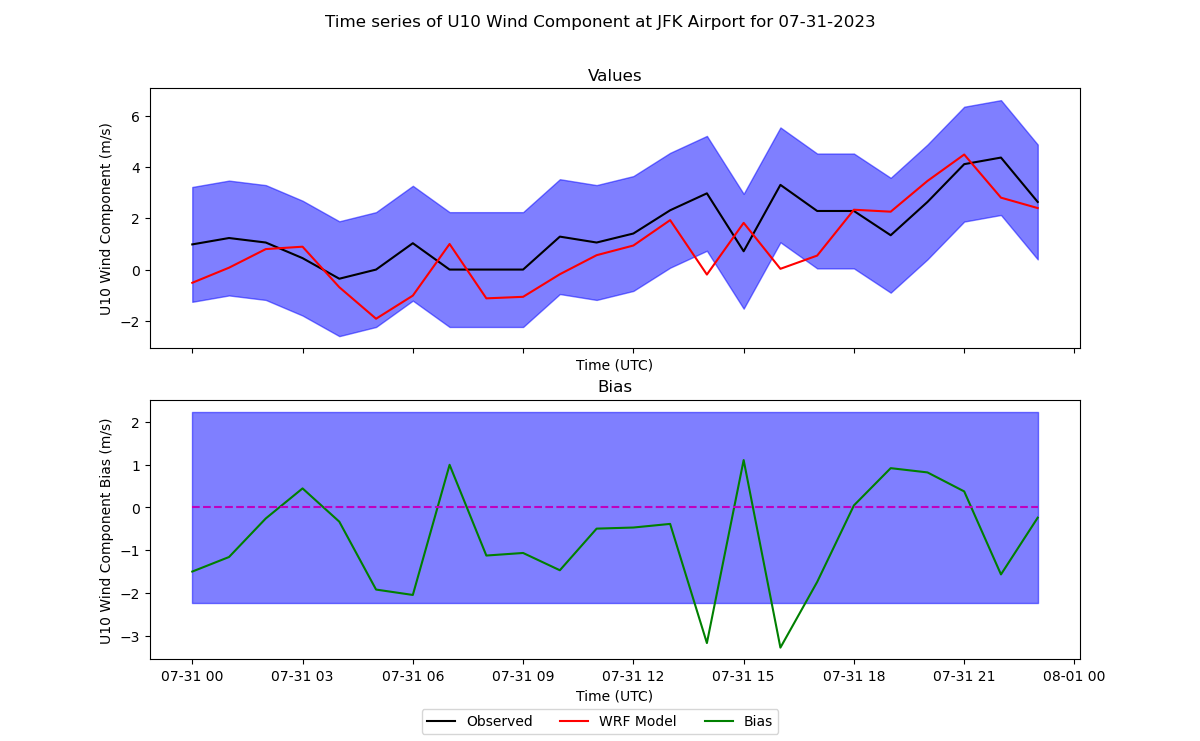 Time series of U10 Wind Component at JFK Airport for 07-31-2023
Values
U10 Wind Component (m/s)
6
4
2
0
−2
Time (UTC)
Bias
U10 Wind Component Bias (m/s)
2
1
0
−1
−2
−3
07-31 00 07-31 03 07-31 06 07-31 09 07-31 12 07-31 15 07-31 18 07-31 21 08-01 00
Time (UTC)
Observed WRF Model Bias